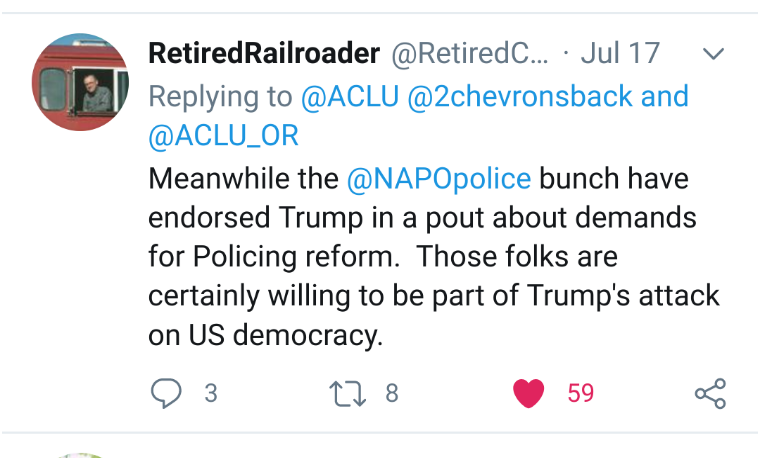 RetiredRailroader @RetiredC... · Jul 17
Replying to @ACLU @2chevronsback and
@ACLU_OR
Meanwhile the @NAPOpolice bunch have
endorsed Trump in a pout about demands
for Policing reform.  Those folks are
certainly willing to be part of Trump's attack
on US democracy.
3 8 59